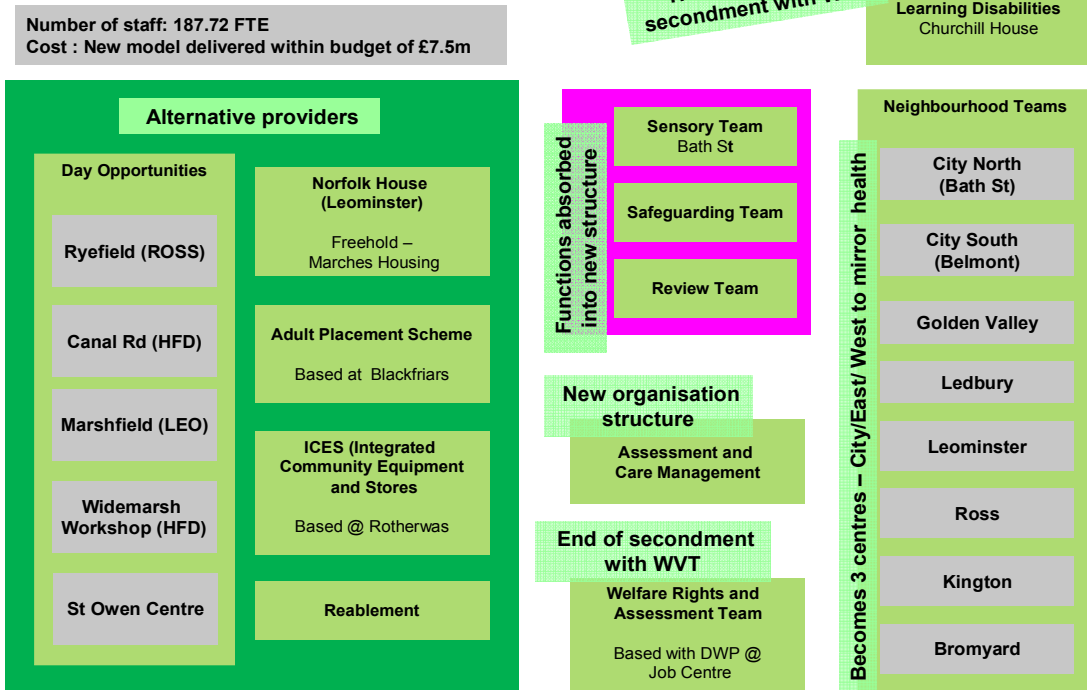 Number of staff: 187.72 FTE
Cost : New model delivered within budget of £7.5m
secondment with
Learning Disabilities
Churchill House
Alternative providers
Day Opportunities
Ryefield (ROSS)
Canal Rd (HFD)
Marshfield (LEO)
Widemarsh
Workshop (HFD)
St Owen Centre
Norfolk House
(Leominster)
Freehold –
Marches Housing
Adult Placement Scheme
Based at Blackfriars
ICES (Integrated
Community Equipment
and Stores
Based @ Rotherwas
Reablement
Functions absorbed
into new structure
Sensory Team
Bath St
Safeguarding Team
Review Team
New organisation
structure
Assessment and
Care Management
End of secondment
with WVT
Welfare Rights and
Assessment Team
Based with DWP @
Job Centre
Becomes 3 centres – City/East/ West to mirror health
Neighbourhood Teams
City North
(Bath St)
City South
(Belmont)
Golden Valley
Ledbury
Leominster
Ross
Kington
Bromyard